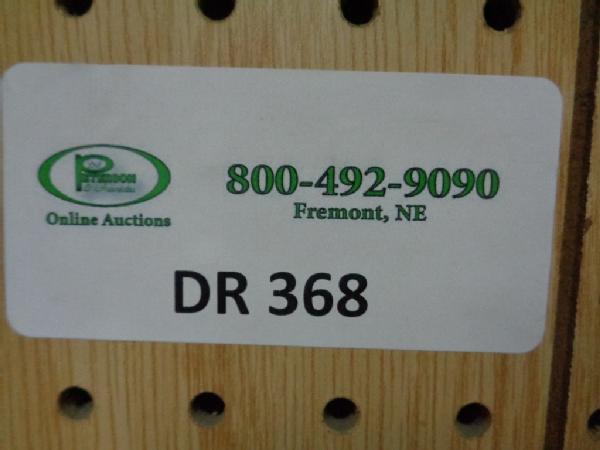 Online Auctions
800-492-9090
Fremont, NE
DR 368